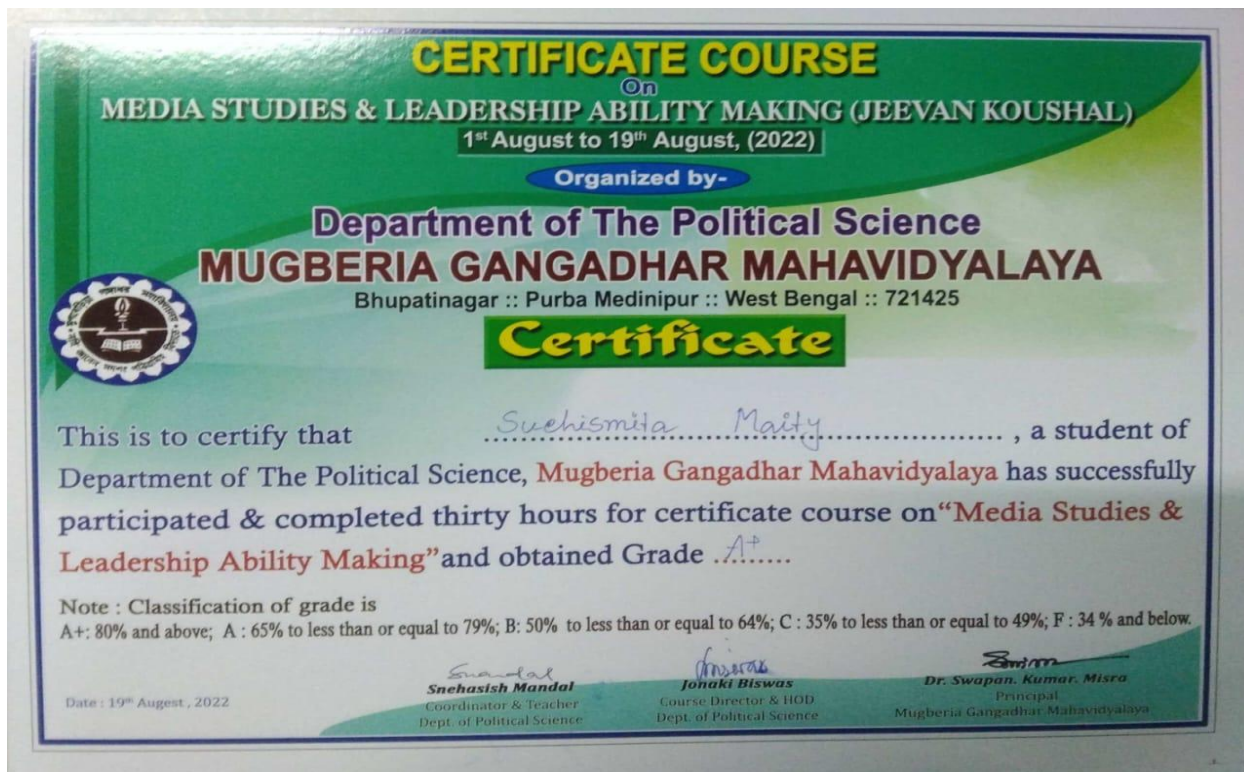 CERTIFICATE COURSE
On
MEDIA STUDIES & LEADERSHIP ABILITY MAKING (JEEVAN KOUSHAL)
1st August to 19th August, (2022)
Organized by-
Department of The Political Science
MUGBERIA GANGADHAR MAHAVIDYALAYA
Bhupatinagar :: Purba Medinipur :: West Bengal :: 721425
Certificate
This is to certify that Suchismita Maity , a student of
Department of The Political Science, Mugberia Gangadhar Mahavidyalaya has successfully
participated & completed thirty hours for certificate course on“Media Studies &
Leadership Ability Making”and obtained Grade .A+......
Note : Classification of grade is
A+: 80% and above; A : 65% to less than or equal to 79%; B: 50% to less than or equal to 64%; C : 35% to less than or equal to 49%; F : 34 % and below.
Snehasish Mandal
Coordinator & Teacher
Dept. of Political Science
Jonaki Biswas
Course Director & HOD
Dept. of Political Science
Dr. Swapan. Kumar. Misra
Principal
Mugberia Gangadhar Mahavidyalaya
Date : 19th Augest , 2022